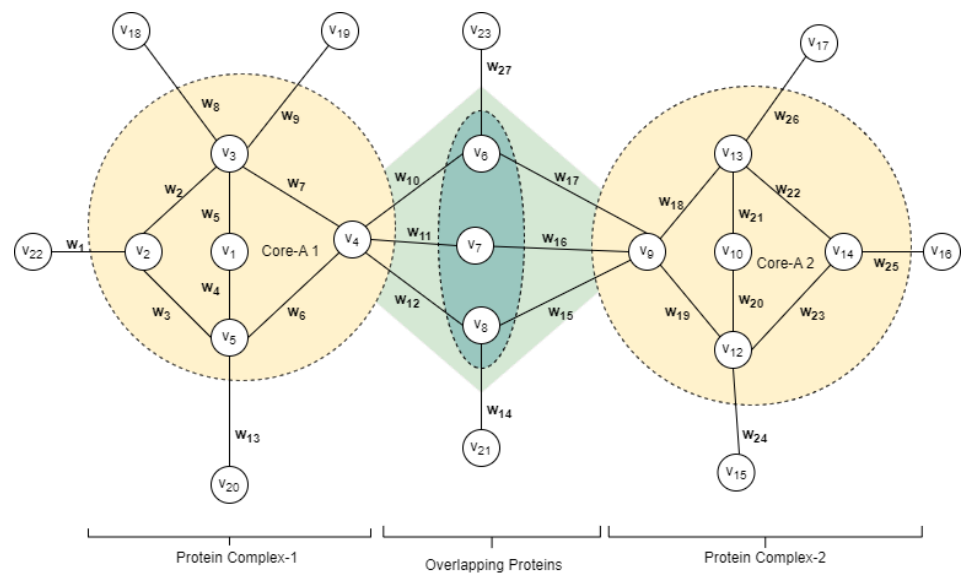 v18
v19
v23
v17
w27
w8
w9
w26
v3
v6
v13
w10
w17
w2
w7
w18
w22
w5
w21
w11
w16
w1
v22
v2
v1
Core-A 1
v4
v7
v9
v10
Core-A 2
v14
w25
v16
w4
w12
w20
w3
w6
w15
w19
w23
v5
v8
v12
w14
w13
w24
v21
v20
v15
Protein Complex-1
Overlapping Proteins
Protein Complex-2